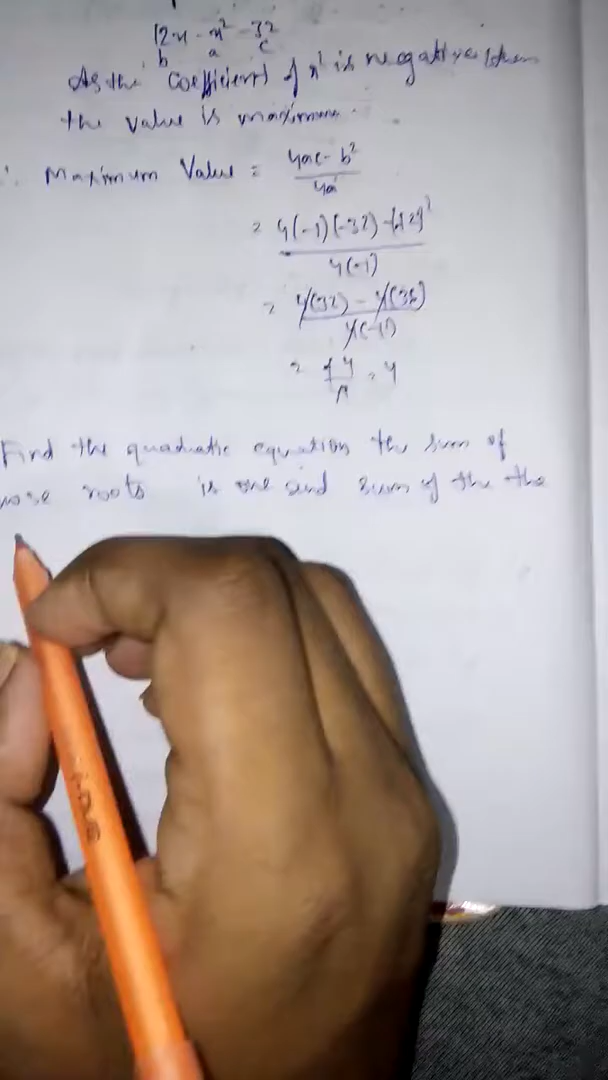 12x - x² - 32
b a c
As the coefficient of x² is negative then
the value is maximum.
∴ Maximum Value = 4ac - b² / 4a
= 4(-1)(-32) - (12)² / 4(-1)
= 4(32) - 4(36) / 4(-1)
= -4 / -1 = 4
Find the quadratic equation the sum of
roots is one and sum of the the